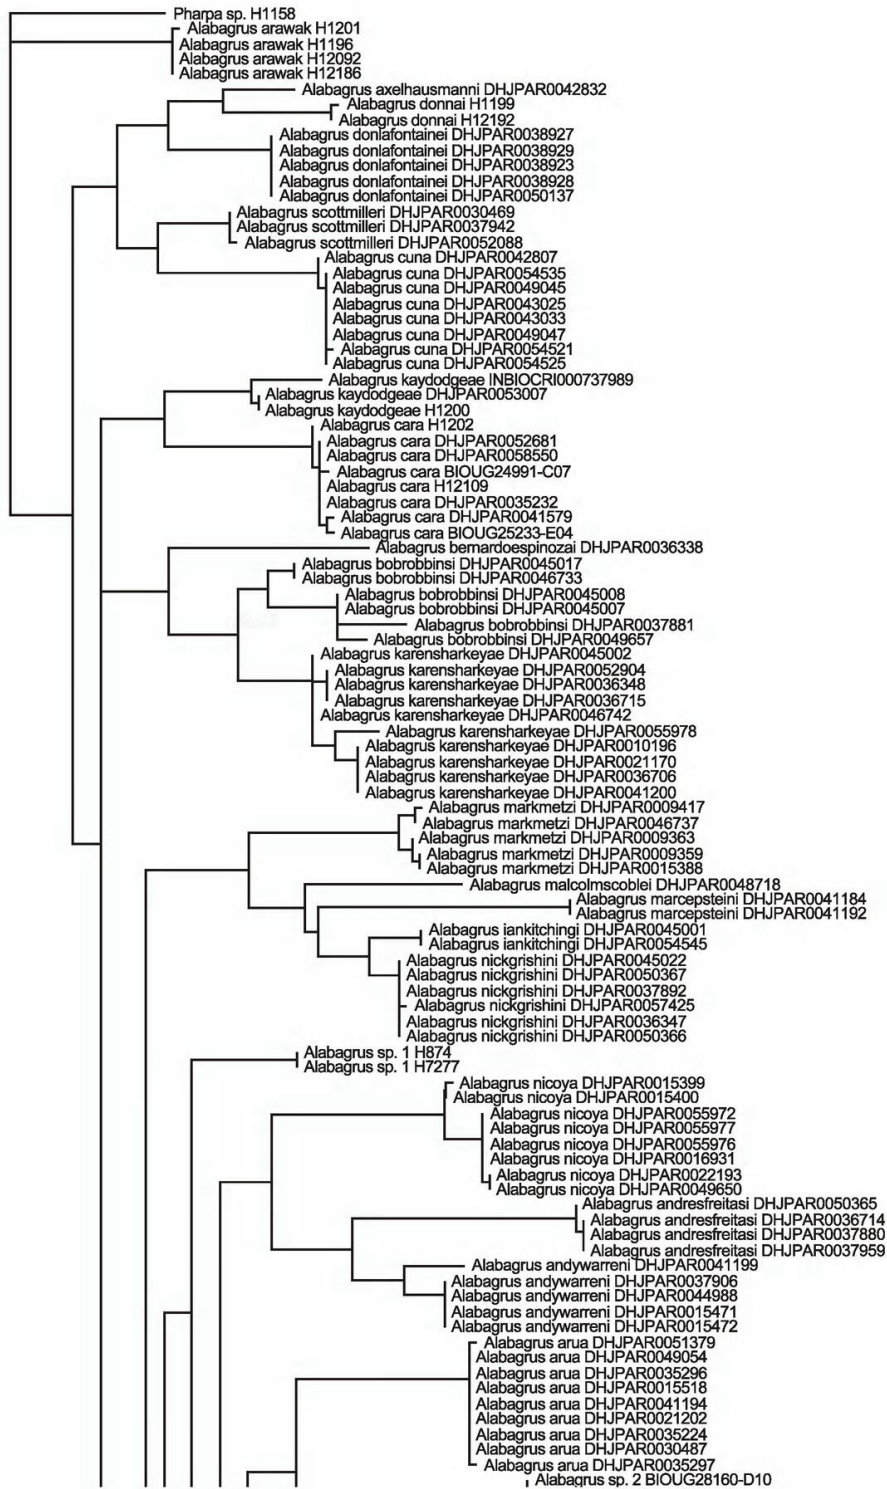 Pharpa sp. H1158
Alabagrus arawak H1201
Alabagrus arawak H1196
Alabagrus arawak H12092
Alabagrus arawak H12186
Alabagrus axelhausmanni DHJPAR0042832
Alabagrus donnai H1199
Alabagrus donnai H12192
Alabagrus donlafontainei DHJPAR0038927
Alabagrus donlafontainei DHJPAR0038929
Alabagrus donlafontainei DHJPAR0038923
Alabagrus donlafontainei DHJPAR0038928
Alabagrus donlafontainei DHJPAR0050137
Alabagrus scottmilleri DHJPAR0030469
Alabagrus scottmilleri DHJPAR0037942
Alabagrus scottmilleri DHJPAR0052088
Alabagrus cuna DHJPAR0042807
Alabagrus cuna DHJPAR0054535
Alabagrus cuna DHJPAR0049045
Alabagrus cuna DHJPAR0043025
Alabagrus cuna DHJPAR0043033
Alabagrus cuna DHJPAR0049047
Alabagrus cuna DHJPAR0054521
Alabagrus cuna DHJPAR0054525
Alabagrus kaydodgeae INBIOCRI000737989
Alabagrus kaydodgeae DHJPAR0053007
Alabagrus kaydodgeae H1200
Alabagrus cara H1202
Alabagrus cara DHJPAR0052681
Alabagrus cara DHJPAR0058550
Alabagrus cara BIOUG24991-C07
Alabagrus cara H12109
Alabagrus cara DHJPAR0035232
Alabagrus cara DHJPAR0041579
Alabagrus cara BIOUG25233-E04
Alabagrus bernardoespinozai DHJPAR0036338
Alabagrus bobrobbinsi DHJPAR0045017
Alabagrus bobrobbinsi DHJPAR0046733
Alabagrus bobrobbinsi DHJPAR0045008
Alabagrus bobrobbinsi DHJPAR0045007
Alabagrus bobrobbinsi DHJPAR0037881
Alabagrus bobrobbinsi DHJPAR0049657
Alabagrus karensharkeyae DHJPAR0045002
Alabagrus karensharkeyae DHJPAR0052904
Alabagrus karensharkeyae DHJPAR0036348
Alabagrus karensharkeyae DHJPAR0036715
Alabagrus karensharkeyae DHJPAR0046742
Alabagrus karensharkeyae DHJPAR0055978
Alabagrus karensharkeyae DHJPAR0010196
Alabagrus karensharkeyae DHJPAR0021170
Alabagrus karensharkeyae DHJPAR0036706
Alabagrus karensharkeyae DHJPAR0041200
Alabagrus markmetzi DHJPAR0009417
Alabagrus markmetzi DHJPAR0046737
Alabagrus markmetzi DHJPAR0009363
Alabagrus markmetzi DHJPAR0009359
Alabagrus markmetzi DHJPAR0015388
Alabagrus malcolmscoblei DHJPAR0048718
Alabagrus marcepsteini DHJPAR0041184
Alabagrus marcepsteini DHJPAR0041192
Alabagrus iankitchingi DHJPAR0045001
Alabagrus iankitchingi DHJPAR0054545
Alabagrus nickgrishini DHJPAR0045022
Alabagrus nickgrishini DHJPAR0050367
Alabagrus nickgrishini DHJPAR0037892
Alabagrus nickgrishini DHJPAR0057425
Alabagrus nickgrishini DHJPAR0036347
Alabagrus nickgrishini DHJPAR0050366
Alabagrus sp. 1 H874
Alabagrus sp. 1 H7277
Alabagrus nicoya DHJPAR0015399
Alabagrus nicoya DHJPAR0015400
Alabagrus nicoya DHJPAR0055972
Alabagrus nicoya DHJPAR0055977
Alabagrus nicoya DHJPAR0055976
Alabagrus nicoya DHJPAR0016931
Alabagrus nicoya DHJPAR0022193
Alabagrus nicoya DHJPAR0049650
Alabagrus andresfreitasi DHJPAR0050365
Alabagrus andresfreitasi DHJPAR0036714
Alabagrus andresfreitasi DHJPAR0037880
Alabagrus andresfreitasi DHJPAR0037959
Alabagrus andywarreni DHJPAR0041199
Alabagrus andywarreni DHJPAR0037906
Alabagrus andywarreni DHJPAR0044988
Alabagrus andywarreni DHJPAR0015471
Alabagrus andywarreni DHJPAR0015472
Alabagrus arua DHJPAR0051379
Alabagrus arua DHJPAR0049054
Alabagrus arua DHJPAR0035296
Alabagrus arua DHJPAR0015518
Alabagrus arua DHJPAR0041194
Alabagrus arua DHJPAR0021202
Alabagrus arua DHJPAR0035224
Alabagrus arua DHJPAR0030487
Alabagrus arua DHJPAR0035297
Alabagrus sp. 2 BIOUG28160-D10